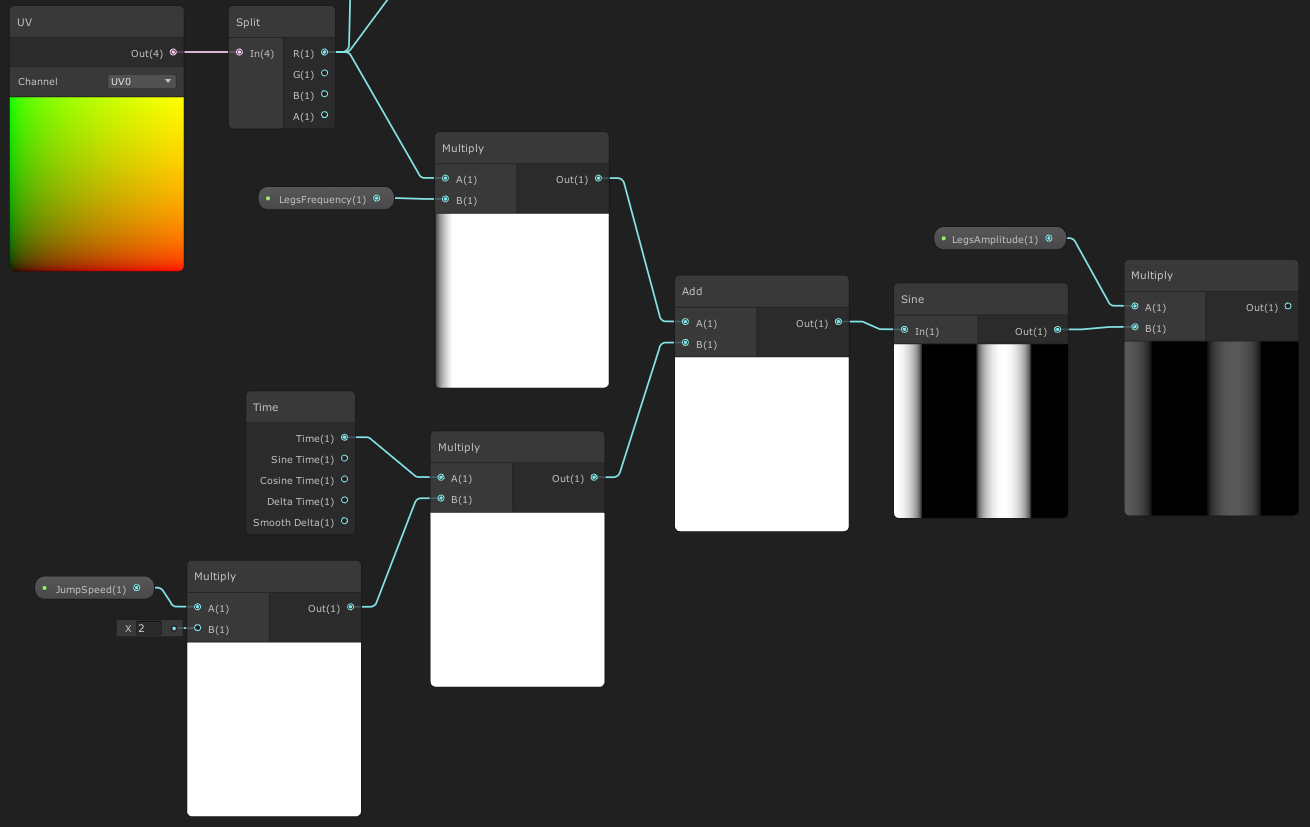 UV
Out(4)
Channel
UV0
Split
In(4)
R(1)
G(1)
B(1)
A(1)
Multiply
A(1)
Out(1)
B(1)
LegsFrequency(1)
Add
A(1)
Out(1)
B(1)
Sine
In(1)
Out(1)
LegsAmplitude(1)
Multiply
A(1)
Out(1)
B(1)
Time
Time(1)
Sine Time(1)
Cosine Time(1)
Delta Time(1)
Smooth Delta(1)
Multiply
A(1)
Out(1)
B(1)
JumpSpeed(1)
X 2
Multiply
A(1)
Out(1)
B(1)